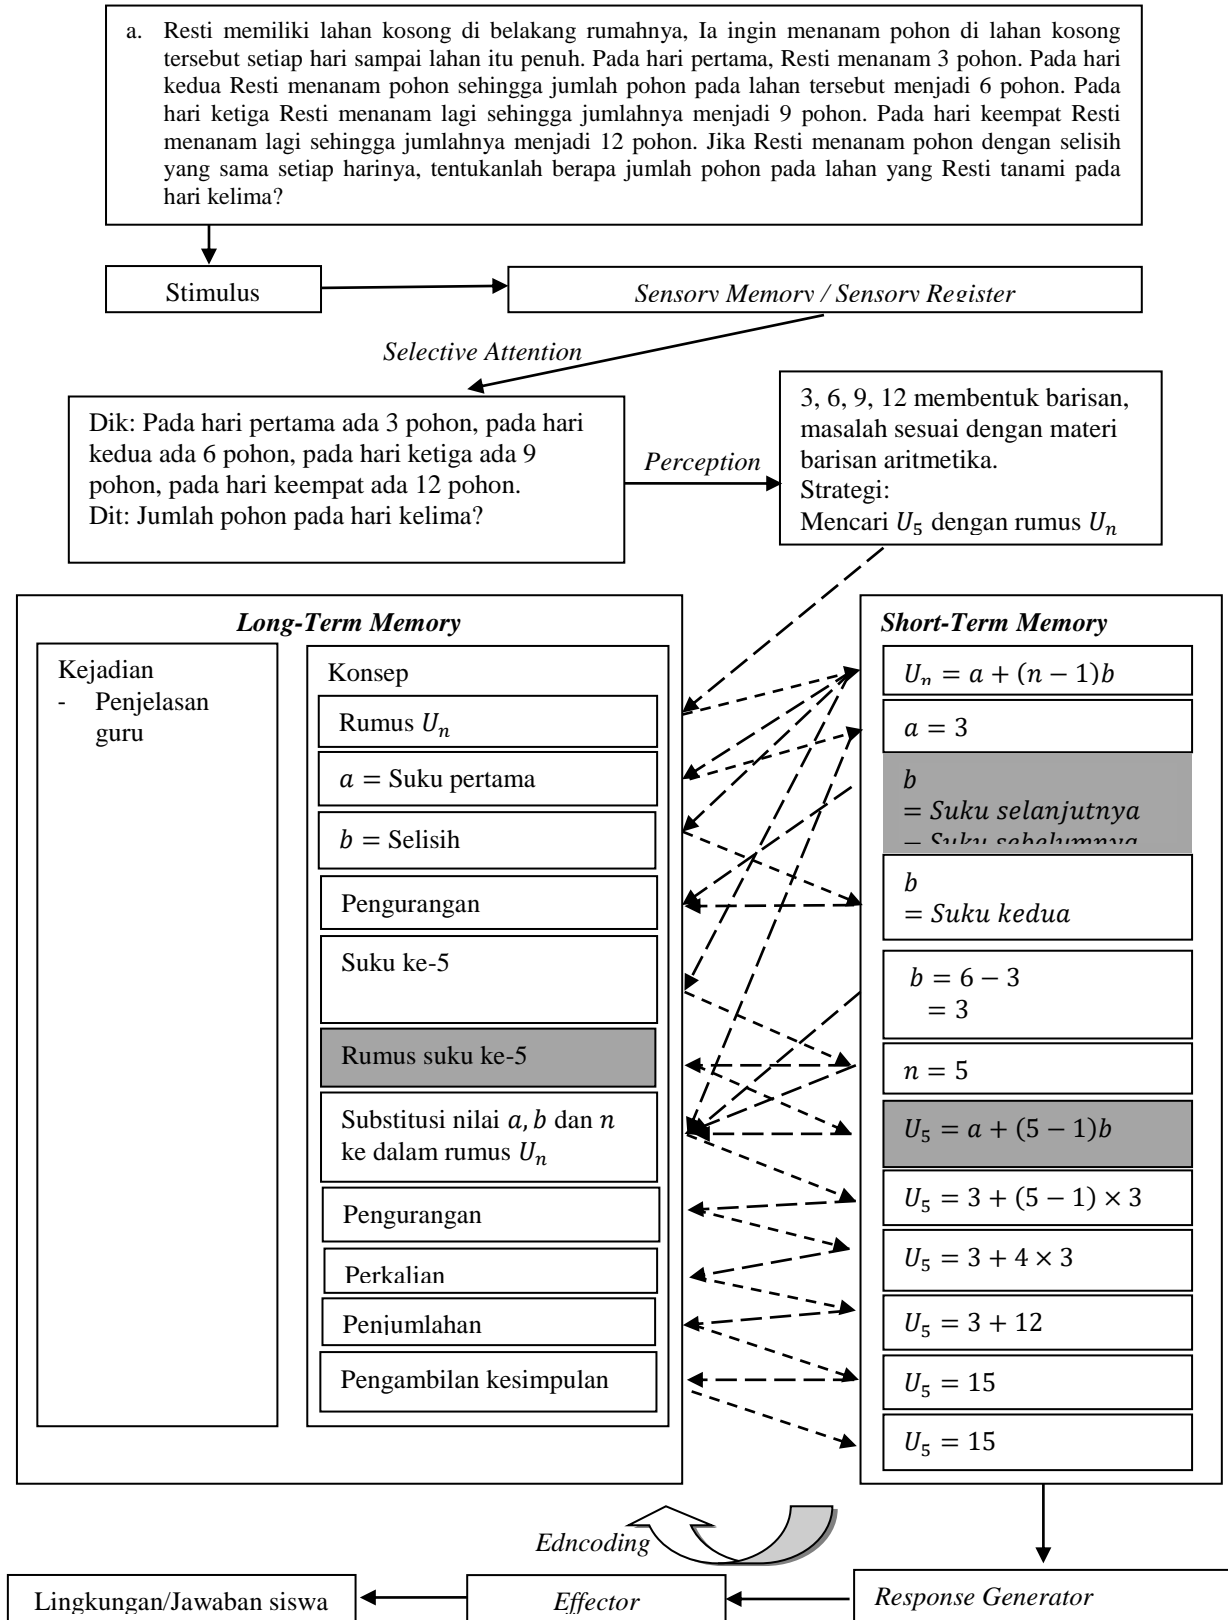 a. Resti memiliki lahan kosong di belakang rumahnya, Ia ingin menanam pohon di lahan kosong
tersebut setiap hari sampai lahan itu penuh. Pada hari pertama, Resti menanam 3 pohon. Pada hari
kedua Resti menanam pohon sehingga jumlah pohon pada lahan tersebut menjadi 6 pohon. Pada
hari ketiga Resti menanam lagi sehingga jumlahnya menjadi 9 pohon. Pada hari keempat Resti
menanam lagi sehingga jumlahnya menjadi 12 pohon. Jika Resti menanam pohon dengan selisih
yang sama setiap harinya, tentukanlah berapa jumlah pohon pada lahan yang Resti tanami pada
hari kelima?
Stimulus
Sensory Memory / Sensory Register
Selective Attention
Dik: Pada hari pertama ada 3 pohon, pada hari
kedua ada 6 pohon, pada hari ketiga ada 9
pohon, pada hari keempat ada 12 pohon.
Dit: Jumlah pohon pada hari kelima?
Perception
3, 6, 9, 12 membentuk barisan,
masalah sesuai dengan materi
barisan aritmetika.
Strategi:
Mencari U₅ dengan rumus Uₙ
Long-Term Memory
Kejadian
- Penjelasan
guru
Konsep
Rumus Uₙ
a = Suku pertama
b = Selisih
Pengurangan
Suku ke-5
Rumus suku ke-5
Substitusi nilai a, b dan n
ke dalam rumus Uₙ
Pengurangan
Perkalian
Penjumlahan
Pengambilan kesimpulan
Short-Term Memory
Uₙ = a + (n − 1)b
a = 3
b
= Suku selanjutnya
− Suku sebelumnya
b
= Suku kedua
b = 6 − 3
= 3
n = 5
U₅ = a + (5 − 1)b
U₅ = 3 + (5 − 1) × 3
U₅ = 3 + 4 × 3
U₅ = 3 + 12
U₅ = 15
U₅ = 15
Edncoding
Lingkungan/Jawaban siswa
Effector
Response Generator